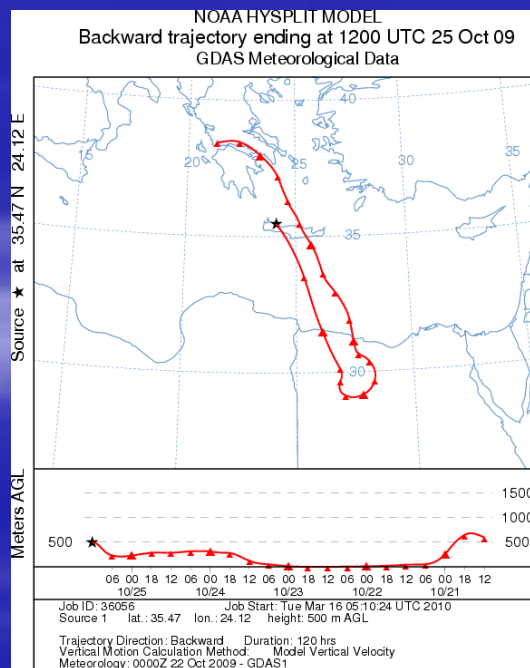 NOAA HYSPLIT MODEL
Backward trajectory ending at 1200 UTC 25 Oct 09
GDAS Meteorological Data
Source ★ at 35.47 N 24.12 E
15
20
25
30
35
40
35
30
Meters AGL
1500
1000
500
500
06 00 18 12 06 00 18 12 06 00 18 12 06 00 18 12 06 00 18 12
10/25 10/24 10/23 10/22 10/21
Job ID: 36056 Job Start: Tue Mar 16 05:10:24 UTC 2010
Source 1 lat.: 35.47 lon.: 24.12 height: 500 m AGL
Trajectory Direction: Backward Duration: 120 hrs
Vertical Motion Calculation Method: Model Vertical Velocity
Meteorology: 0000Z 22 Oct 2009 - GDAS1